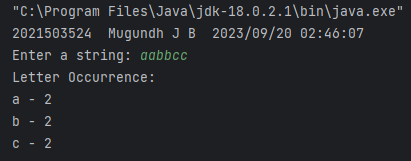 "C:\Program Files\Java\jdk-18.0.2.1\bin\java.exe"
2021503524  Mugundh J B  2023/09/20 02:46:07
Enter a string: aabbcc
Letter Occurrence:
a - 2
b - 2
c - 2